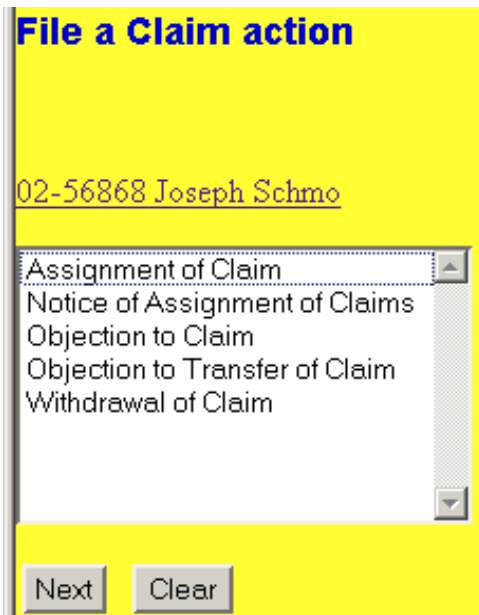 File a Claim action
02-56868 Joseph Schmo
Assignment of Claim
Notice of Assignment of Claims
Objection to Claim
Objection to Transfer of Claim
Withdrawal of Claim
Next Clear